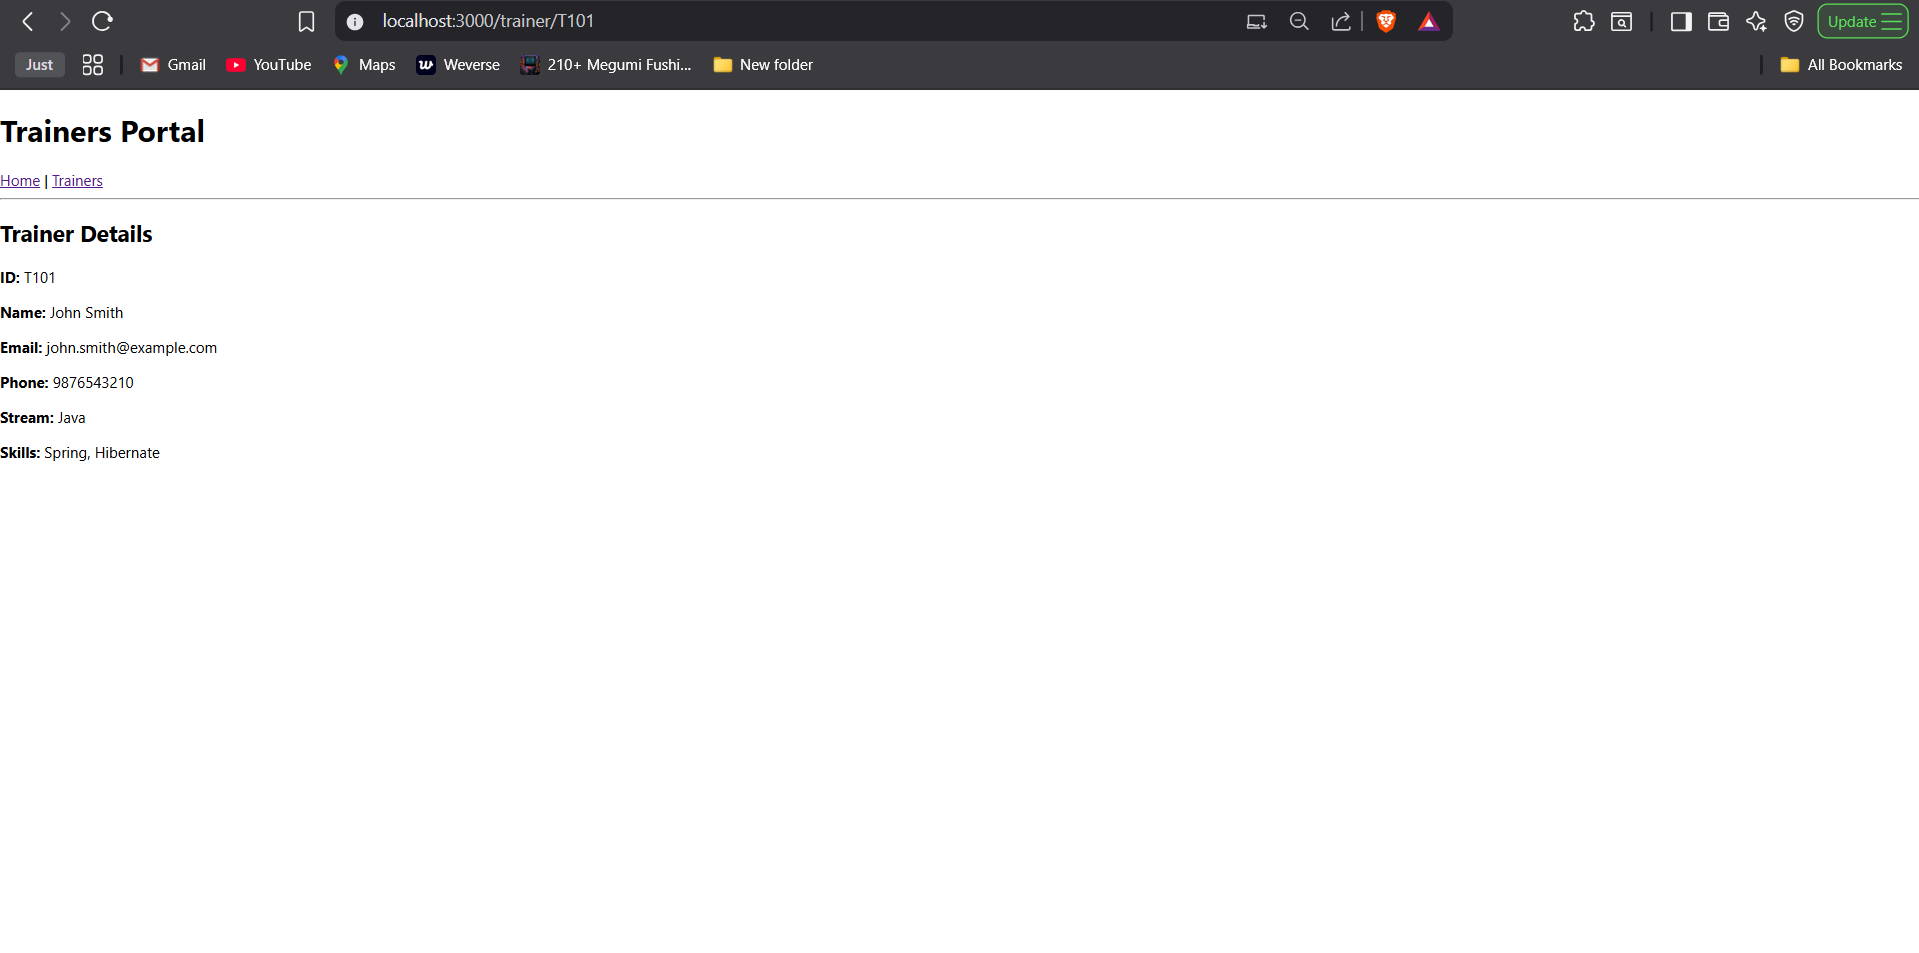 localhost:3000/trainer/T101
Update
Just
Gmail
YouTube
Maps
Weverse
210+ Megumi Fushi...
New folder
All Bookmarks
Trainers Portal
Home | Trainers
Trainer Details
ID: T101
Name: John Smith
Email: john.smith@example.com
Phone: 9876543210
Stream: Java
Skills: Spring, Hibernate